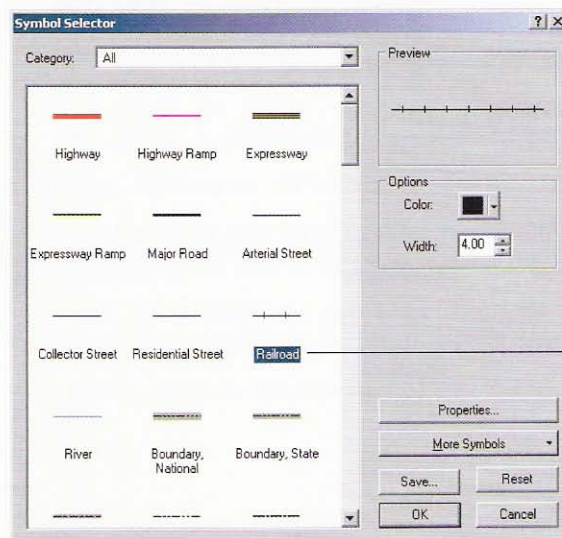 Symbol Selector
Category: All
Preview
Highway
Highway Ramp
Expressway
Options
Color:
Width: 4.00
Expressway Ramp
Major Road
Arterial Street
Collector Street
Residential Street
Railroad
River
Boundary,
National
Boundary, State
Properties...
More Symbols
Save...
Reset
OK
Cancel